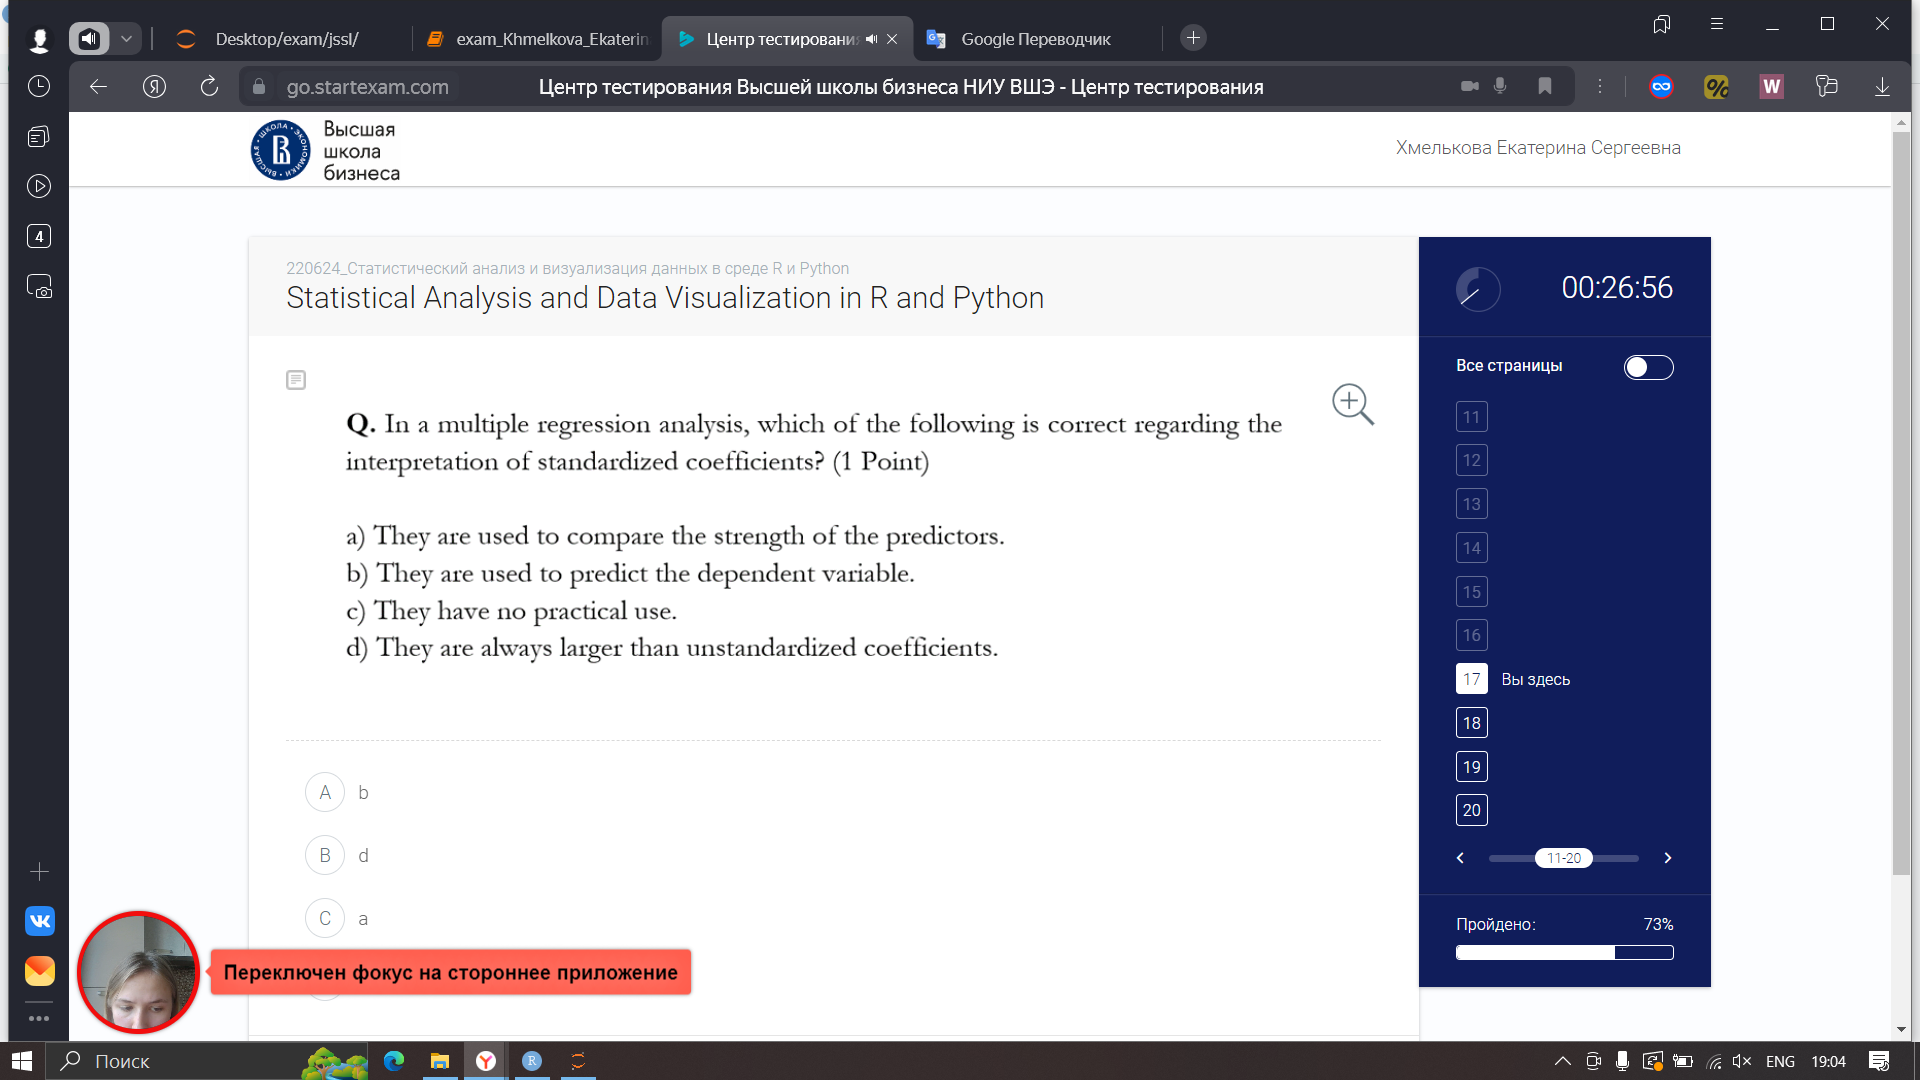 Desktop/exam/jssl/
exam_Khmelkova_Ekaterin
Центр тестирования
Google Переводчик
go.startexam.com
Центр тестирования Высшей школы бизнеса НИУ ВШЭ - Центр тестирования
Высшая
школа
бизнеса
Хмелькова Екатерина Сергеевна
4
220624_Статистический анализ и визуализация данных в среде R и Python
Statistical Analysis and Data Visualization in R and Python
00:26:56
Все страницы
Q. In a multiple regression analysis, which of the following is correct regarding the
interpretation of standardized coefficients? (1 Point)
a) They are used to compare the strength of the predictors.
b) They are used to predict the dependent variable.
c) They have no practical use.
d) They are always larger than unstandardized coefficients.
11
12
13
14
15
16
17 Вы здесь
18
19
20
11-20
Пройдено: 73%
A b
B d
C a
Переключен фокус на стороннее приложение
Поиск
ENG
19:04